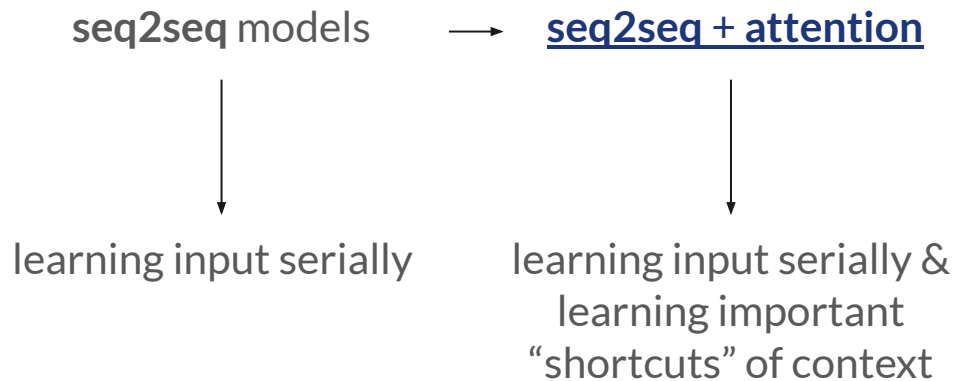 seq2seq models
seq2seq + attention
learning input serially
learning input serially &
learning important
“shortcuts” of context